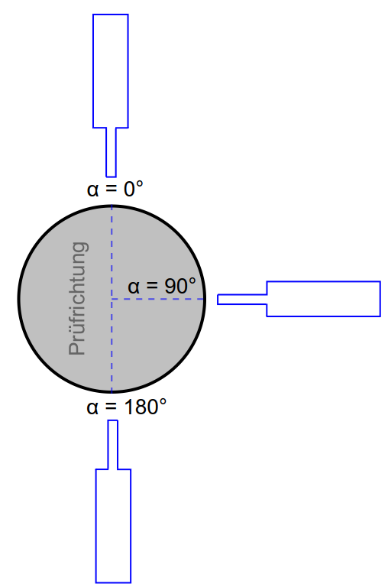 α = 0°
Prüfrichtung
α = 90°
α = 180°